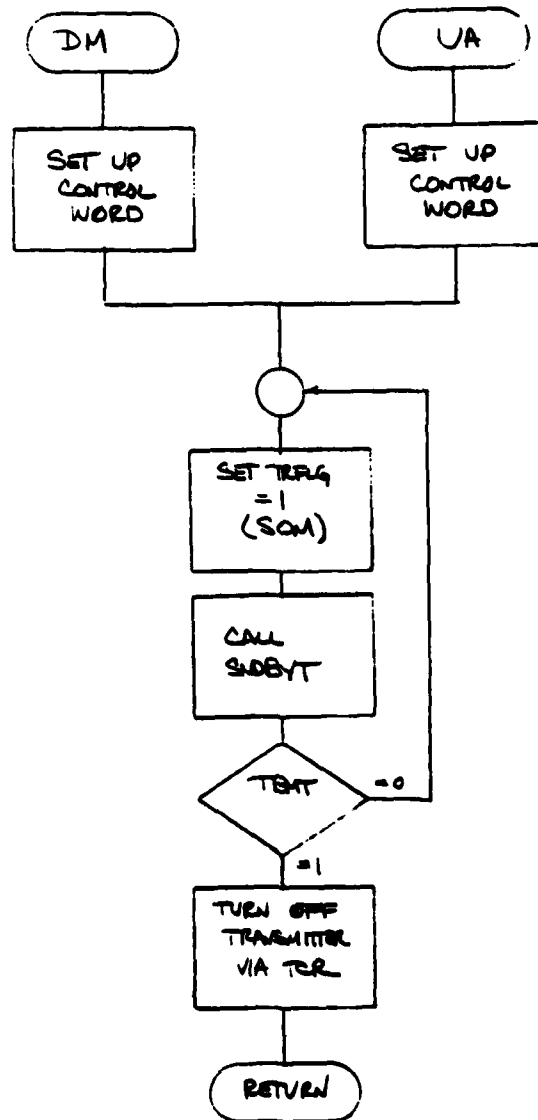 DM
UA
SET UP
CONTROL
WORD
SET UP
CONTROL
WORD
SET TRFLG
=1
(SOM)
CALL
SNDBYT
TEMT
=0
=1
TURN OFF
TRANSMITTER
VIA TCR
RETURN